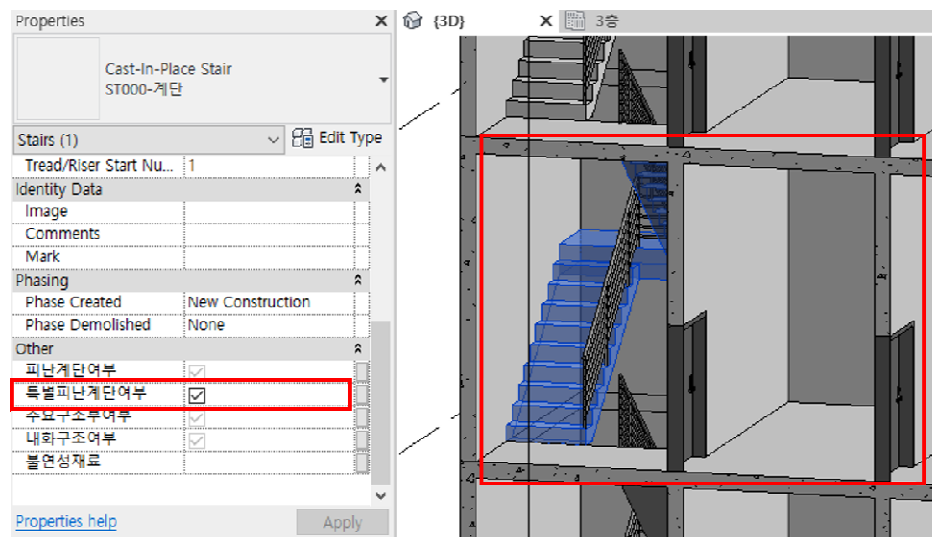 Properties
Cast-In-Place Stair
ST000-계단
Stairs (1)
Edit Type
Tread/Riser Start Nu... 1
Identity Data
Image
Comments
Mark
Phasing
Phase Created New Construction
Phase Demolished None
Other
피난계단여부
특별피난계단여부
주요구조부여부
내화구조여부
불연성재료
Properties help
Apply
{3D}
3층